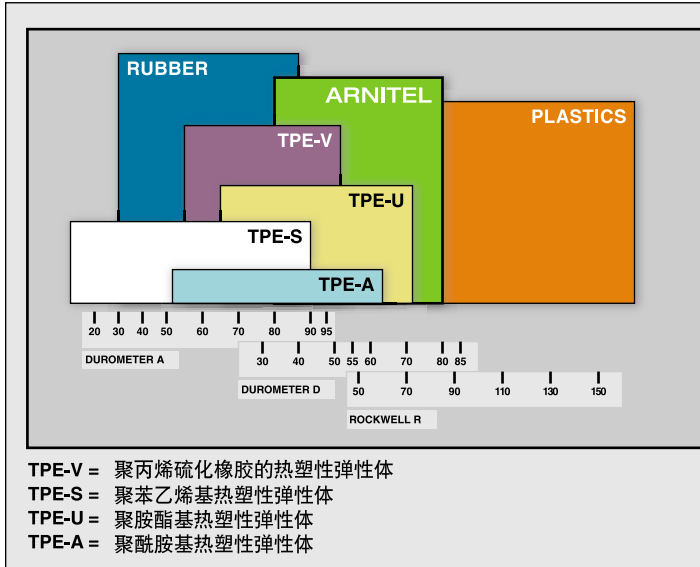 RUBBER
ARNITEL
PLASTICS
TPE-V
TPE-U
TPE-S
TPE-A
20 30 40 50 60 70 80 90 95
DUROMETER A
30 40 50 55 60 70 80 85
DUROMETER D
50 70 90 110 130 150
ROCKWELL R
TPE-V = 聚丙烯硫化橡胶的热塑性弹性体
TPE-S = 聚苯乙烯基热塑性弹性体
TPE-U = 聚胺酯基热塑性弹性体
TPE-A = 聚酰胺基热塑性弹性体